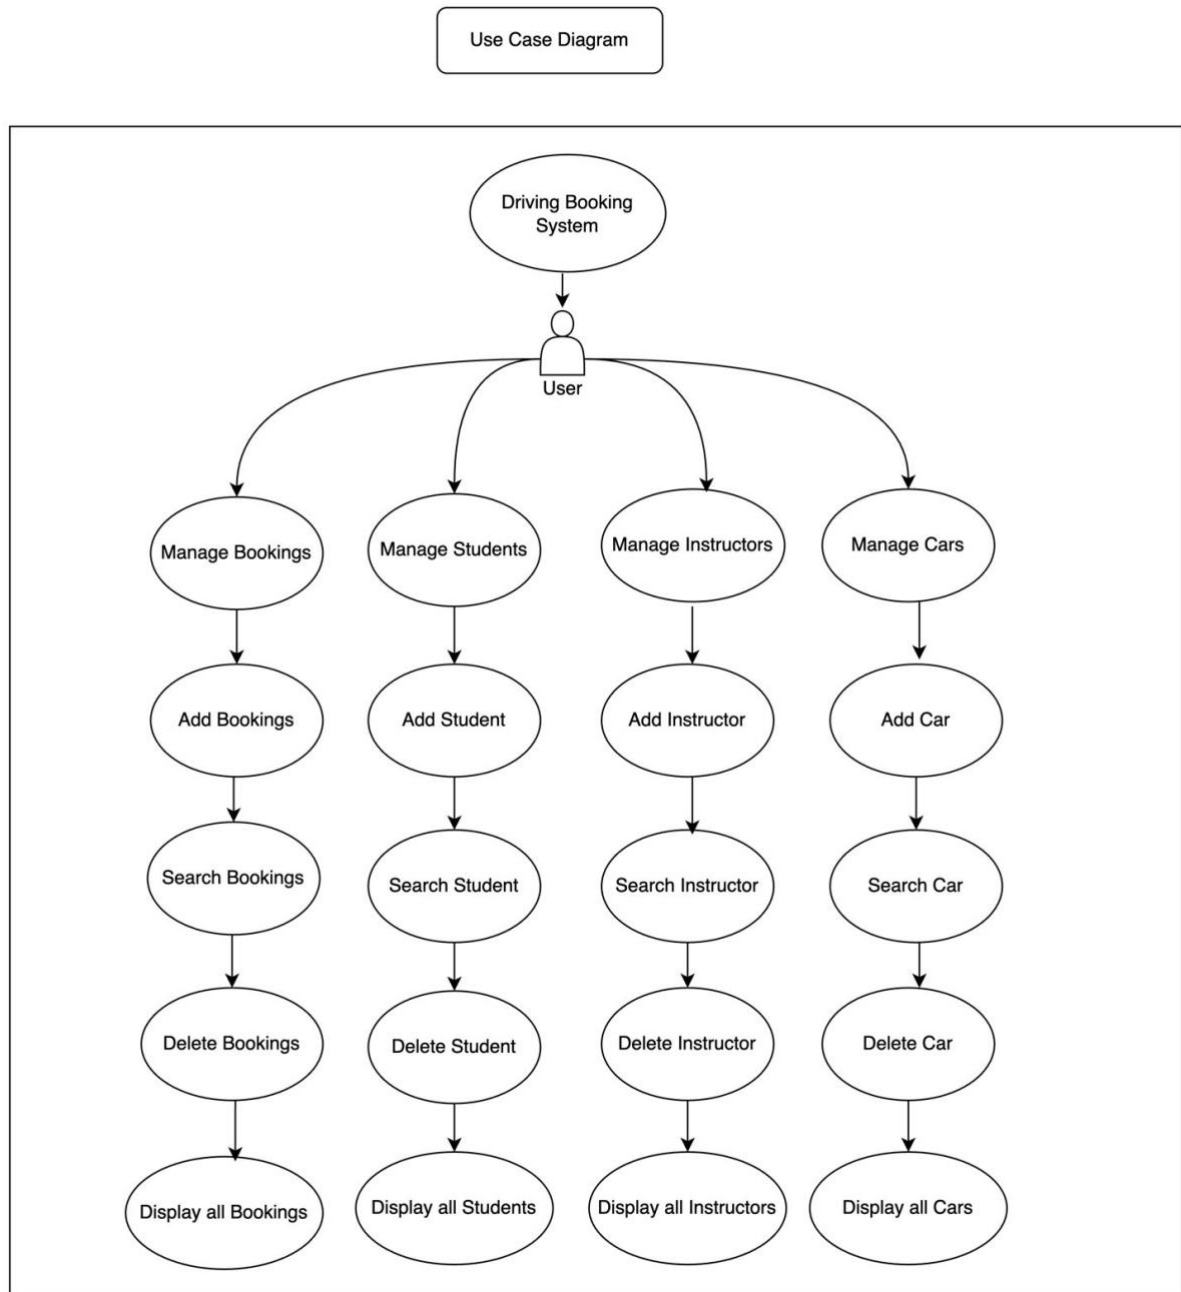 Use Case Diagram
Driving Booking
System
User
Manage Bookings
Manage Students
Manage Instructors
Manage Cars
Add Bookings
Add Student
Add Instructor
Add Car
Search Bookings
Search Student
Search Instructor
Search Car
Delete Bookings
Delete Student
Delete Instructor
Delete Car
Display all Bookings
Display all Students
Display all Instructors
Display all Cars